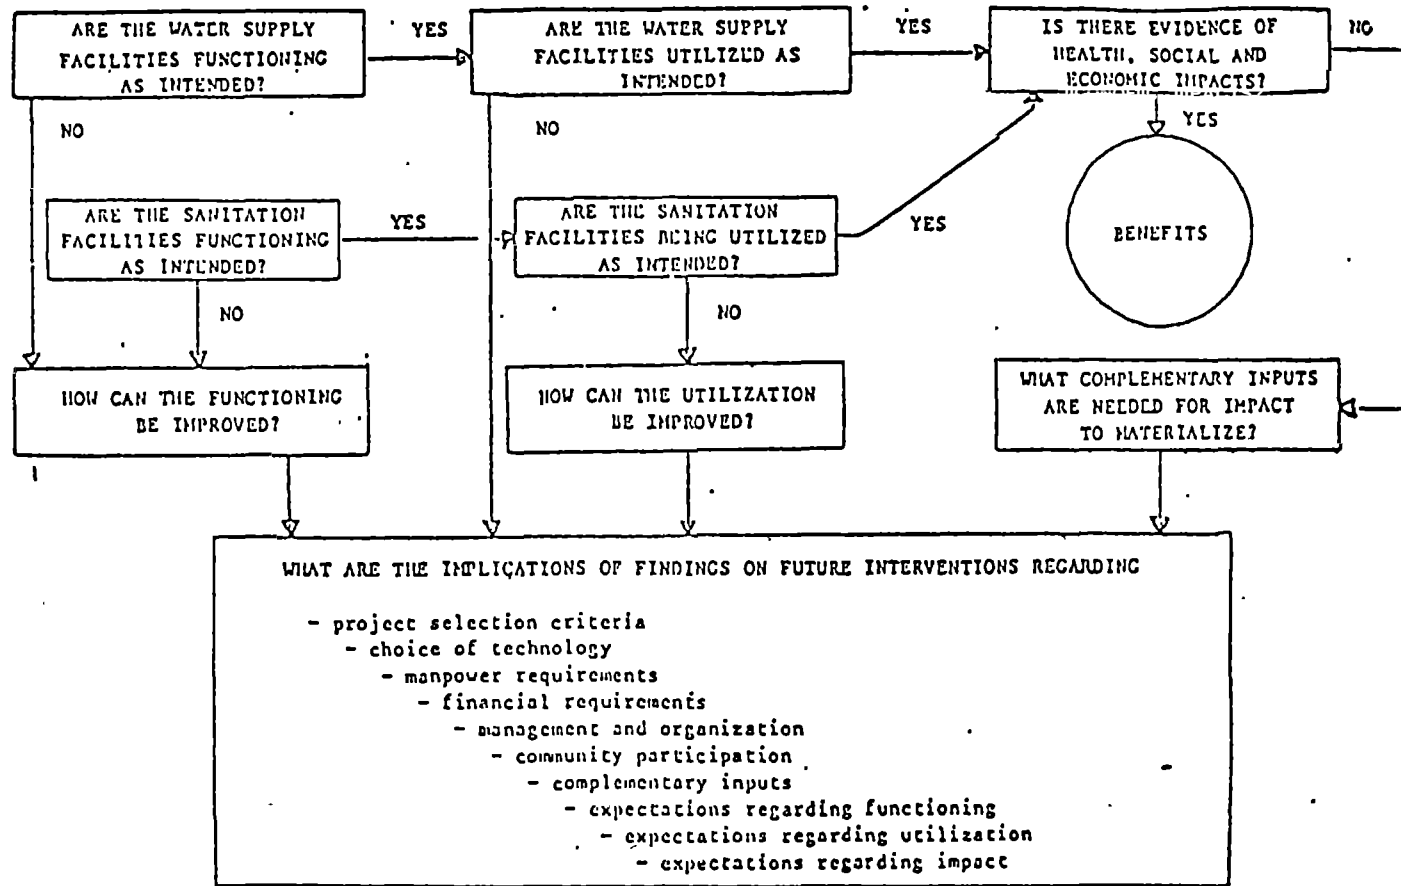 ARE THE WATER SUPPLY
FACILITIES FUNCTIONING
AS INTENDED?
YES
ARE THE WATER SUPPLY
FACILITIES UTILIZED AS
INTENDED?
YES
IS THERE EVIDENCE OF
HEALTH, SOCIAL AND
ECONOMIC IMPACTS?
NO
NO
NO
YES
ARE THE SANITATION
FACILITIES FUNCTIONING
AS INTENDED?
YES
ARE THE SANITATION
FACILITIES BEING UTILIZED
AS INTENDED?
YES
BENEFITS
NO
NO
HOW CAN THE FUNCTIONING
BE IMPROVED?
HOW CAN THE UTILIZATION
BE IMPROVED?
WHAT COMPLEMENTARY INPUTS
ARE NEEDED FOR IMPACT
TO MATERIALIZE?
WHAT ARE THE IMPLICATIONS OF FINDINGS ON FUTURE INTERVENTIONS REGARDING
- project selection criteria
- choice of technology
- manpower requirements
- financial requirements
- management and organization
- community participation
- complementary inputs
- expectations regarding functioning
- expectations regarding utilization
- expectations regarding impact